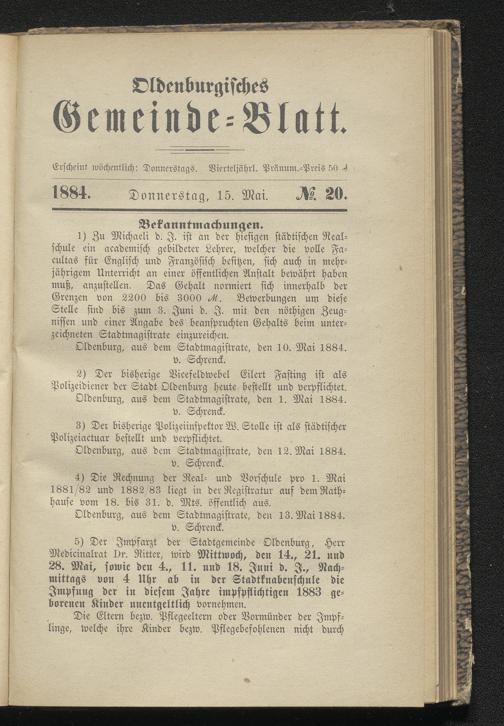 Oldenburgisches
Gemeinde-Blatt.
Erscheint wöchentlich: Donnerstags. Vierteljährl. Pränum.-Preis 50 ₰
1884. Donnerstag, 15. Mai. №. 20.
Bekanntmachungen.
1) Zu Michaeli d. J. ist an der hiesigen städtischen Real-
schule ein academisch gebildeter Lehrer, welcher die volle Fa-
cultas für Englisch und Französisch besitzen, sich auch in mehr-
jährigem Unterricht an einer öffentlichen Anstalt bewährt haben
muß, anzustellen. Das Gehalt normiert sich innerhalb der
Grenzen von 2200 bis 3000 ℳ. Bewerbungen um diese
Stelle sind bis zum 3. Juni d. J. mit den nöthigen Zeug-
nissen und einer Angabe des beanspruchten Gehalts beim unter-
zeichneten Stadtmagistrate einzureichen.
Oldenburg, aus dem Stadtmagistrate, den 10. Mai 1884.
v. Schrenck.
2) Der bisherige Vicefeldwebel Eilert Fasting ist als
Polizeidiener der Stadt Oldenburg heute bestellt und verpflichtet.
Oldenburg, aus dem Stadtmagistrate, den 1. Mai 1884.
v. Schrenck.
3) Der bisherige Polizeiinspektor W. Stolle ist als städtischer
Polizeiactuar bestellt und verpflichtet.
Oldenburg, aus dem Stadtmagistrate, den 12. Mai 1884.
v. Schrenck.
4) Die Rechnung der Real- und Vorschule pro 1. Mai
1881/82 und 1882/83 liegt in der Registratur auf dem Rath-
hause vom 18. bis 31. d. Mts. öffentlich aus.
Oldenburg, aus dem Stadtmagistrate, den 13. Mai 1884.
v. Schrenck.
5) Der Impfarzt der Stadtgemeinde Oldenburg, Herr
Medicinalrat Dr. Ritter, wird Mittwoch, den 14., 21. und
28. Mai, sowie den 4., 11. und 18. Juni d. J., Nach-
mittags von 4 Uhr ab in der Stadtknabenschule die
Impfung der in diesem Jahre impfpflichtigen 1883 ge-
borenen Kinder unentgeltlich vornehmen.
Die Eltern bezw. Pflegeeltern oder Vormünder der Impf-
linge, welche ihre Kinder bezw. Pflegebefohlenen nicht durch